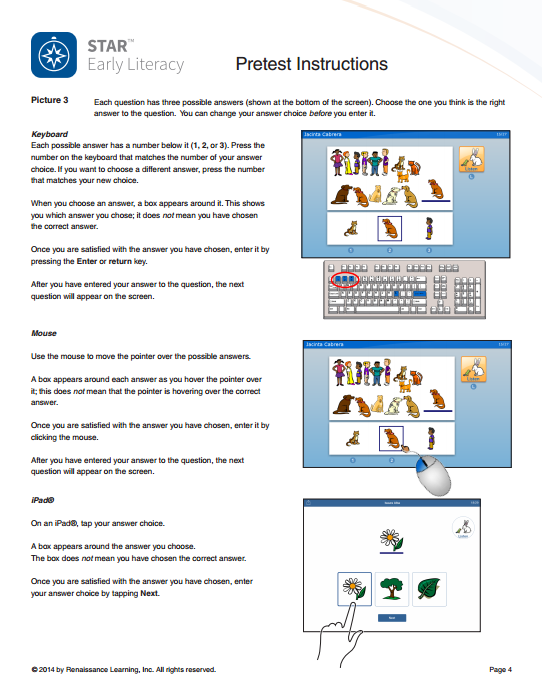 STAR™
Early Literacy
Pretest Instructions
Picture 3
Each question has three possible answers (shown at the bottom of the screen). Choose the one you think is the right
answer to the question. You can change your answer choice before you enter it.
Keyboard
Each possible answer has a number below it (1, 2, or 3). Press the
number on the keyboard that matches the number of your answer
choice. If you want to choose a different answer, press the number
that matches your new choice.
When you choose an answer, a box appears around it. This shows
you which answer you chose; it does not mean you have chosen
the correct answer.
Once you are satisfied with the answer you have chosen, enter it by
pressing the Enter or return key.
After you have entered your answer to the question, the next
question will appear on the screen.
Jacinta Cabrera
Listen
L
1 2 3
Mouse
Use the mouse to move the pointer over the possible answers.
A box appears around each answer as you hover the pointer over
it; this does not mean that the pointer is hovering over the correct
answer.
Once you are satisfied with the answer you have chosen, enter it by
clicking the mouse.
After you have entered your answer to the question, the next
question will appear on the screen.
Jacinta Cabrera
Listen
L
1 2
iPad®
On an iPad®, tap your answer choice.
A box appears around the answer you choose.
The box does not mean you have chosen the correct answer.
Once you are satisfied with the answer you have chosen, enter
your answer choice by tapping Next.
Listen
Next
© 2014 by Renaissance Learning, Inc. All rights reserved.
Page 4